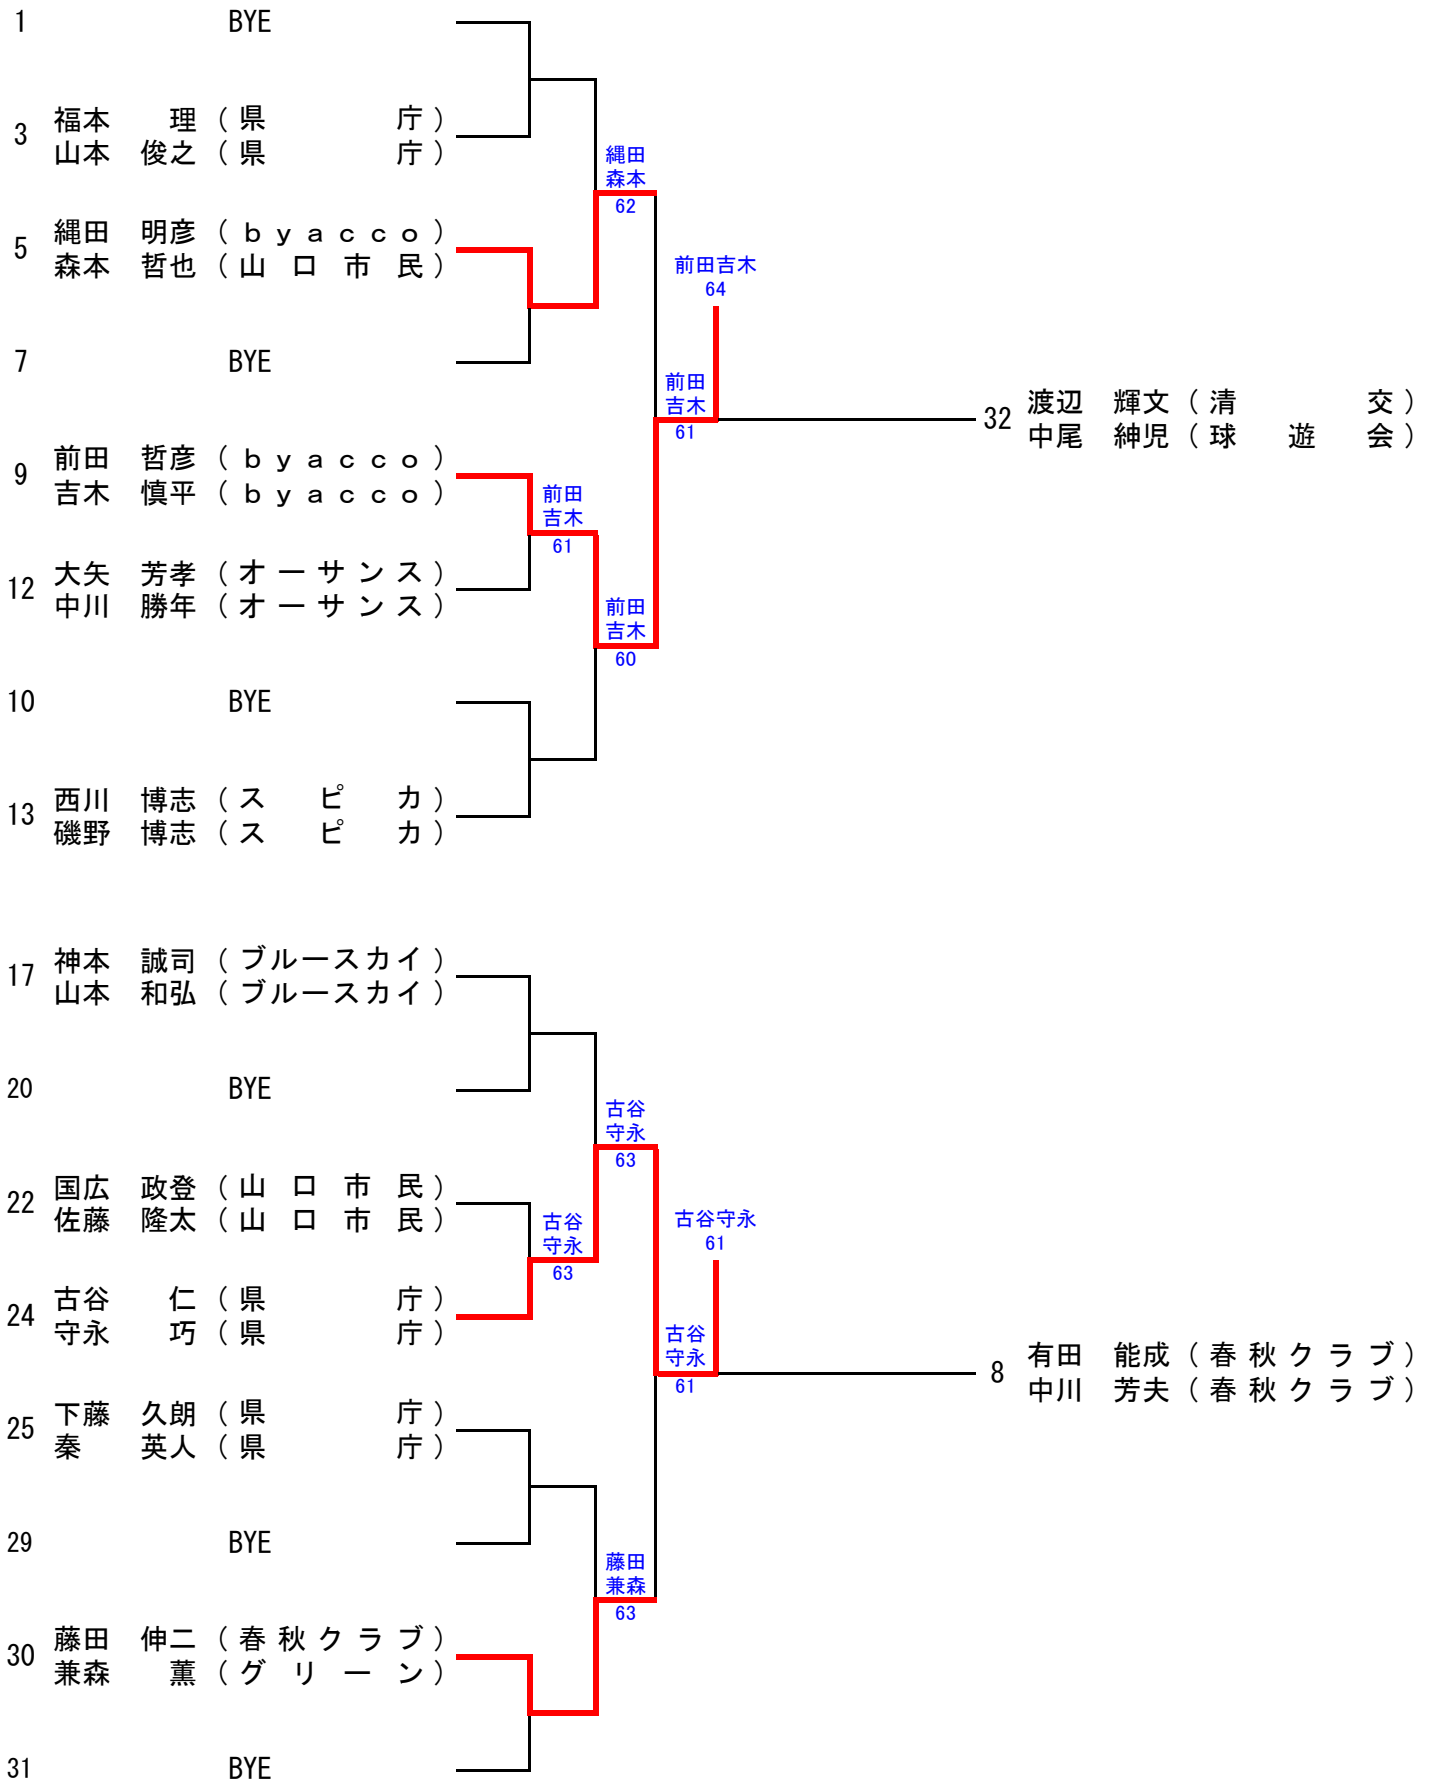 1 BYE
福本 理 ( 県 庁 )
3
山本 俊之 ( 県 庁 )
縄田
森本
62
縄田 明彦 ( ｂｙａｃｃｏ )
5
森本 哲也 ( 山口市民 )
前田吉木
64
7 BYE
前田
吉木
61
渡辺 輝文 ( 清 交 )
32
中尾 紳児 ( 球 遊 会 )
前田 哲彦 ( ｂｙａｃｃｏ )
9
吉木 慎平 ( ｂｙａｃｃｏ )
前田
吉木
61
大矢 芳孝 ( オーサンス )
12
中川 勝年 ( オーサンス )
前田
吉木
60
10 BYE
西川 博志 ( ス ピ カ )
13
磯野 博志 ( ス ピ カ )
神本 誠司 ( ブルースカイ )
17
山本 和弘 ( ブルースカイ )
20 BYE
古谷
守永
63
国広 政登 ( 山口市民 )
22
佐藤 隆太 ( 山口市民 )
古谷
守永
63
古谷守永
61
古谷 仁 ( 県 庁 )
24
守永 巧 ( 県 庁 )
古谷
守永
61
有田 能成 ( 春秋クラブ )
8
中川 芳夫 ( 春秋クラブ )
下藤 久朗 ( 県 庁 )
25
秦 英人 ( 県 庁 )
29 BYE
藤田
兼森
63
藤田 伸二 ( 春秋クラブ )
30
兼森 薫 ( グリーン )
31 BYE